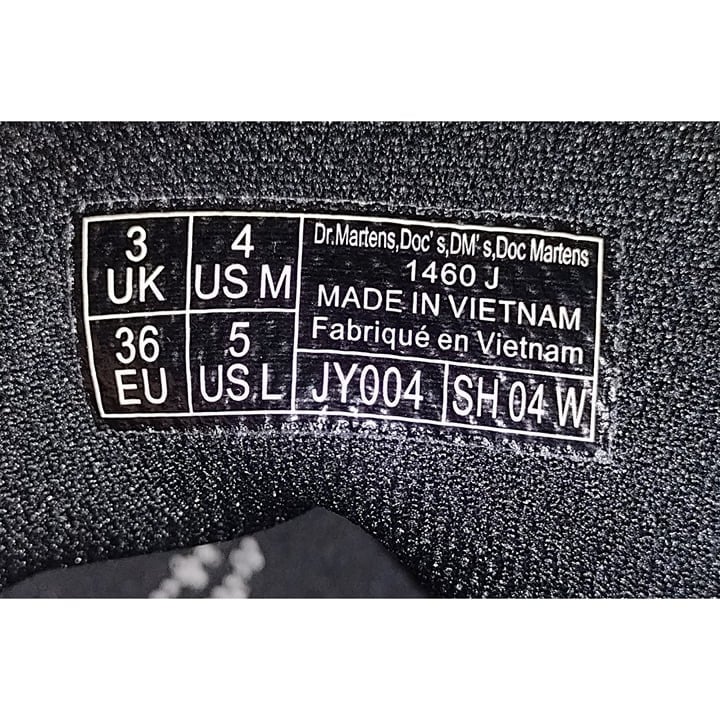 3
UK
4
US M
36
EU
5
US L
Dr.Martens,Doc's,DM's,Doc Martens
1460 J
MADE IN VIETNAM
Fabriqué en Vietnam
JY004
SH 04 W